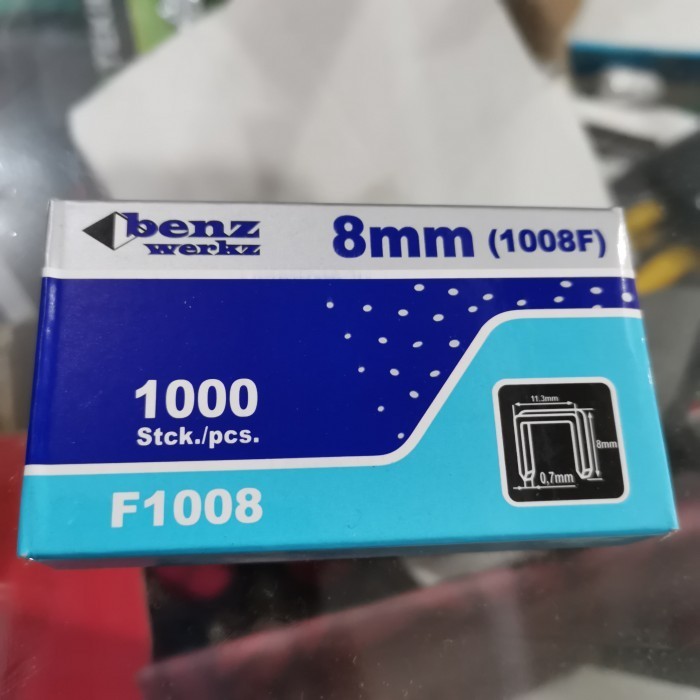 benz
werkz
8mm (1008F)
1000
Stck./pcs.
F1008
11.3mm
8mm
0,7mm